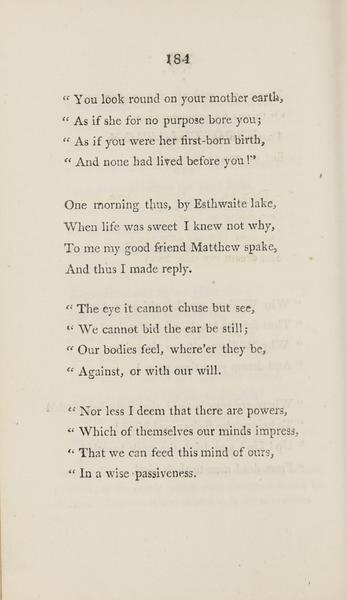 184
“ You look round on your mother earth,
“ As if she for no purpose bore you;
“ As if you were her first-born birth,
“ And none had lived before you!”
One morning thus, by Esthwaite lake,
When life was sweet I knew not why,
To me my good friend Matthew spake,
And thus I made reply.
“ The eye it cannot chuse but see,
“ We cannot bid the ear be still;
“ Our bodies feel, where'er they be,
“ Against, or with our will.
“ Nor less I deem that there are powers,
“ Which of themselves our minds impress,
“ That we can feed this mind of ours,
“ In a wise passiveness.